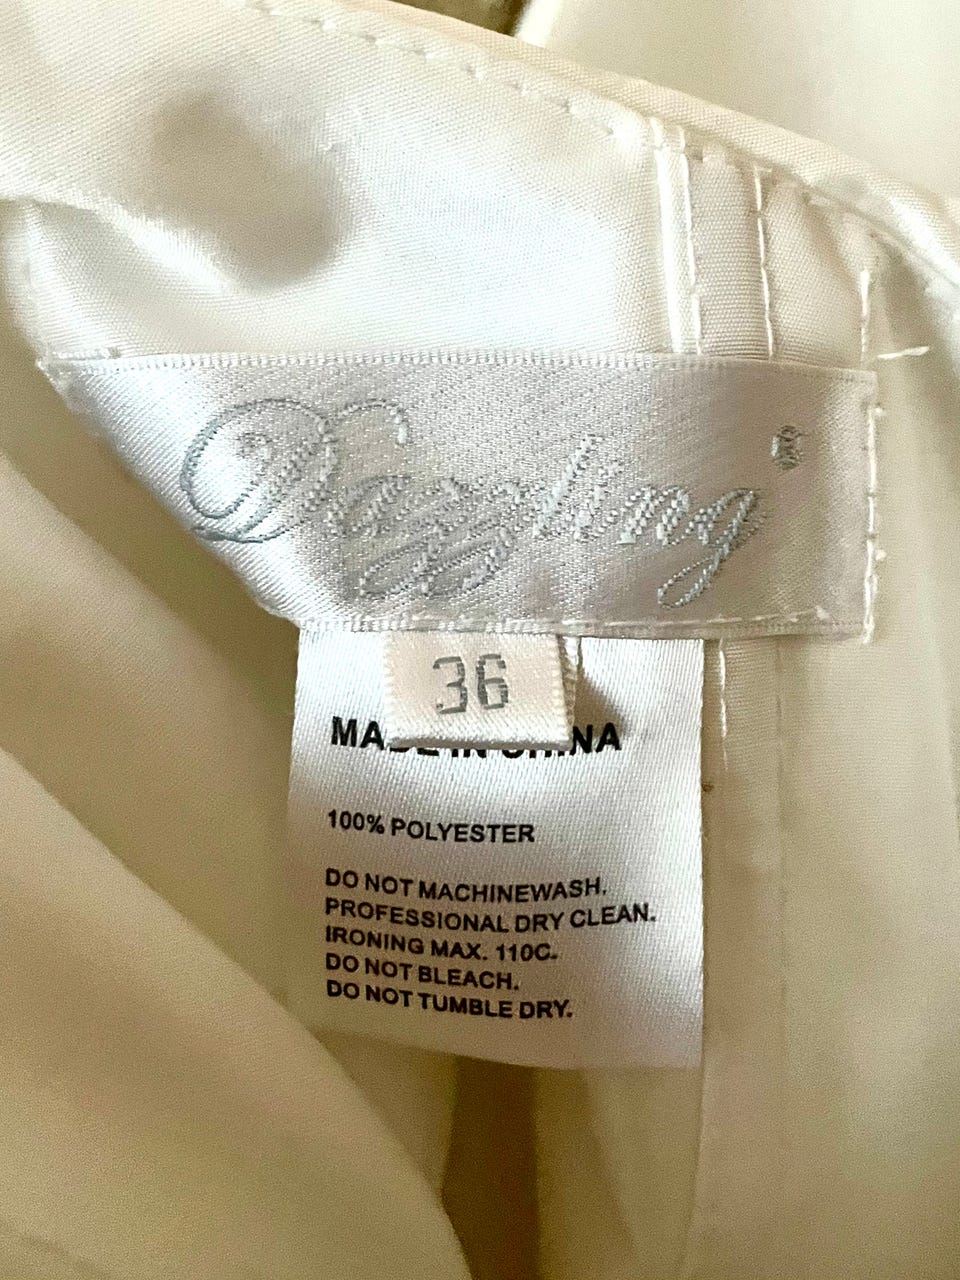 Dazzling®
36
MADE IN CHINA
100% POLYESTER
DO NOT MACHINEWASH.
PROFESSIONAL DRY CLEAN.
IRONING MAX. 110C.
DO NOT BLEACH.
DO NOT TUMBLE DRY.